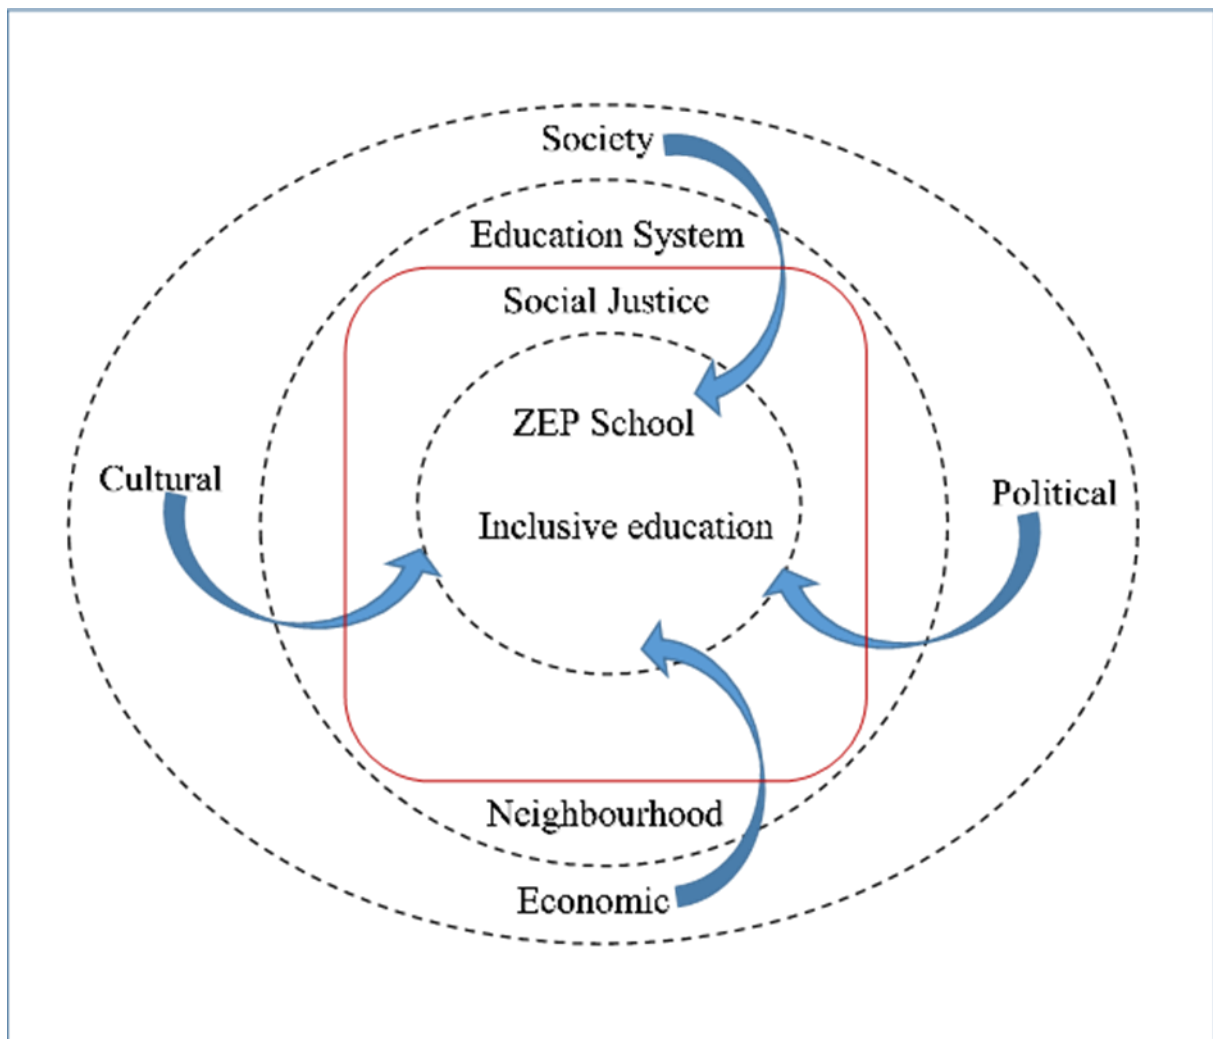 Society
Education System
Social Justice
ZEP School
Cultural
Political
Inclusive education
Neighbourhood
Economic